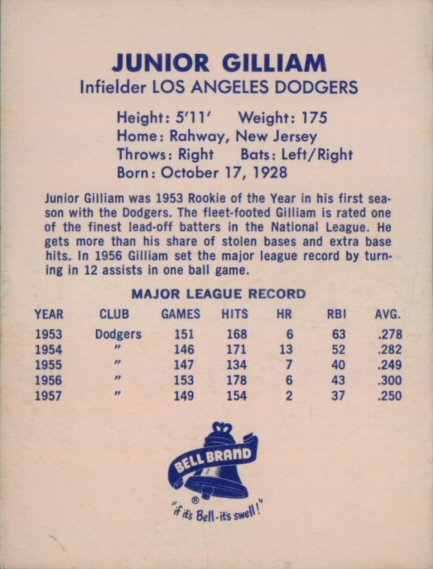 JUNIOR GILLIAM
Infielder LOS ANGELES DODGERS
Height: 5'11' Weight: 175
Home: Rahway, New Jersey
Throws: Right Bats: Left/Right
Born: October 17, 1928
Junior Gilliam was 1953 Rookie of the Year in his first sea-
son with the Dodgers. The fleet-footed Gilliam is rated one
of the finest lead-off batters in the National League. He
gets more than his share of stolen bases and extra base
hits. In 1956 Gilliam set the major league record by turn-
ing in 12 assists in one ball game.
MAJOR LEAGUE RECORD
YEAR CLUB GAMES HITS HR RBI AVG.
1953 Dodgers 151 168 6 63 .278
1954 " 146 171 13 52 .282
1955 " 147 134 7 40 .249
1956 " 153 178 6 43 .300
1957 " 149 154 2 37 .250
BELL BRAND
®
"if it's Bell-it's swell!"